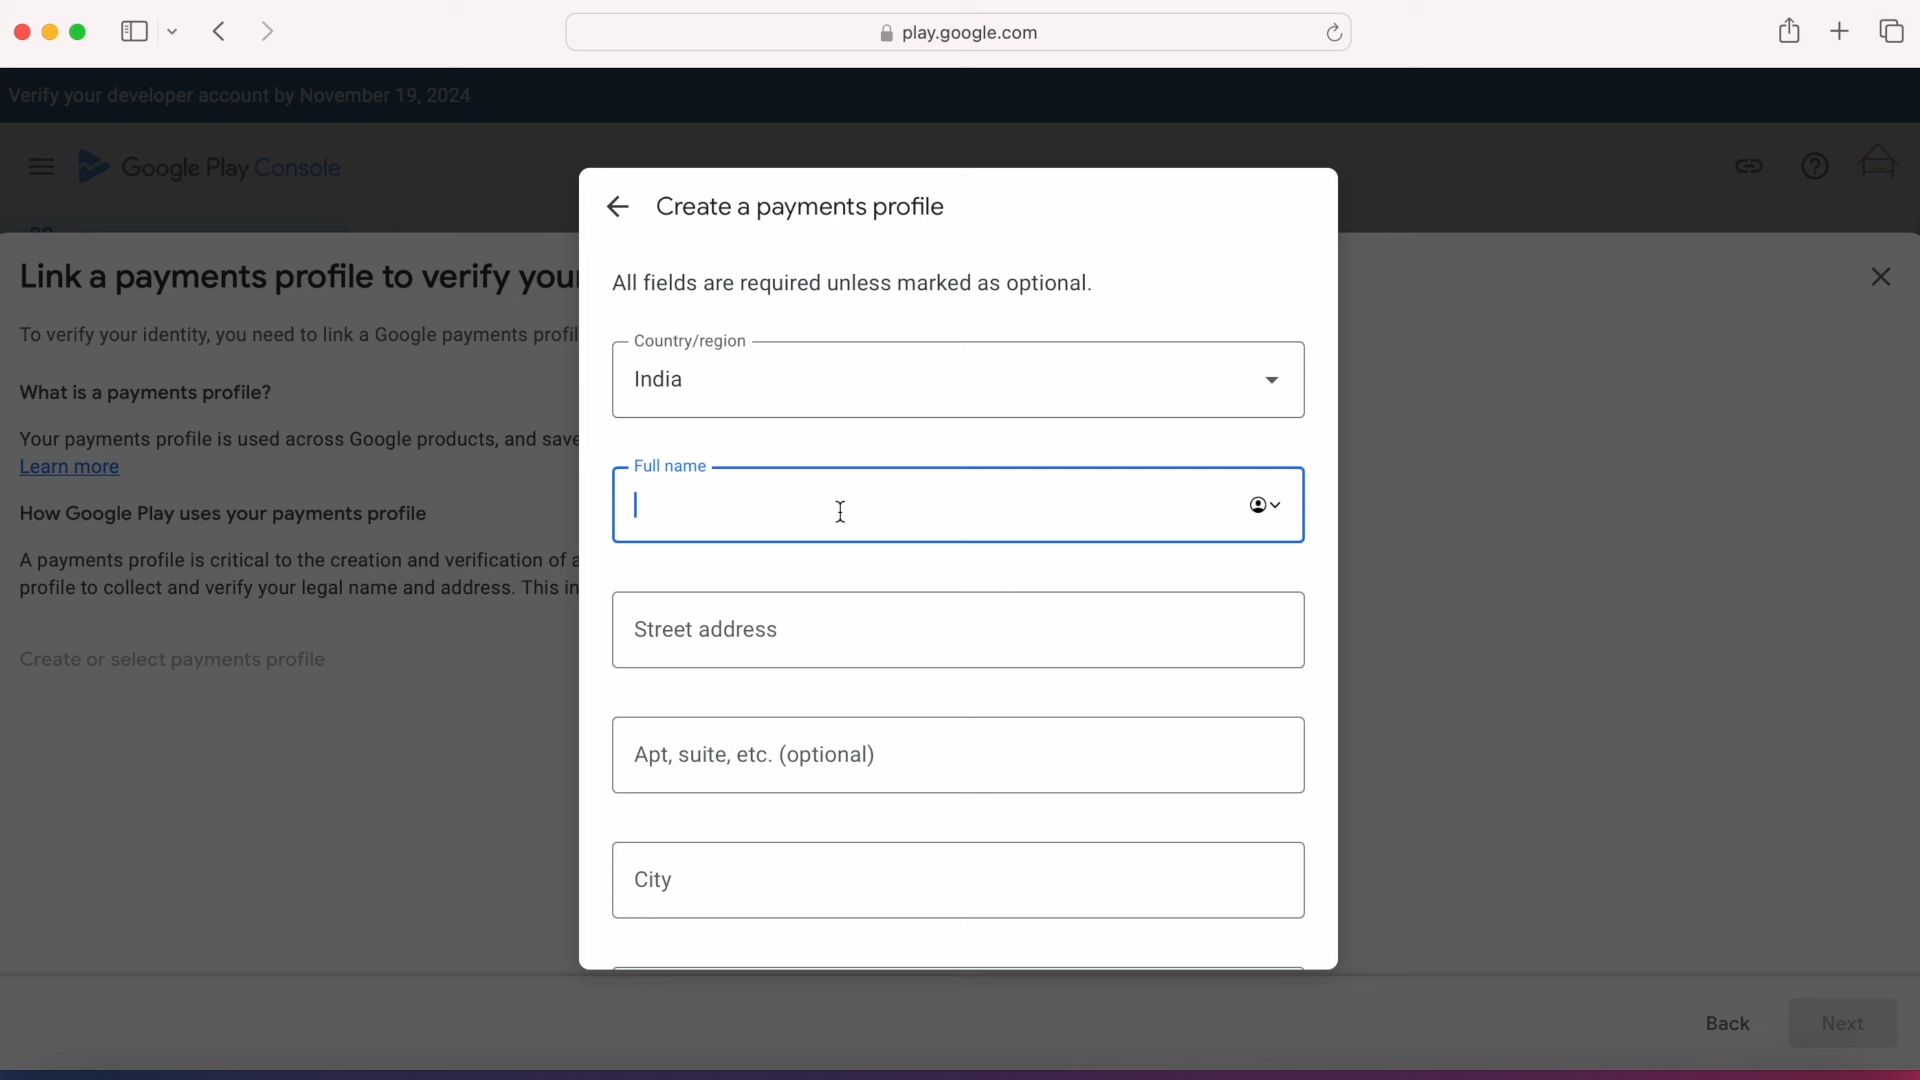 play.google.com
Verify your developer account by November 19, 2024
Google Play Console
Create a payments profile
Link a payments profile to verify you
All fields are required unless marked as optional.
To verify your identity, you need to link a Google payments profil
Country/region
India
What is a payments profile?
Your payments profile is used across Google products, and save
Learn more
Full name
How Google Play uses your payments profile
A payments profile is critical to the creation and verification of a
profile to collect and verify your legal name and address. This in
Street address
Create or select payments profile
Apt, suite, etc. (optional)
City
Back
Next